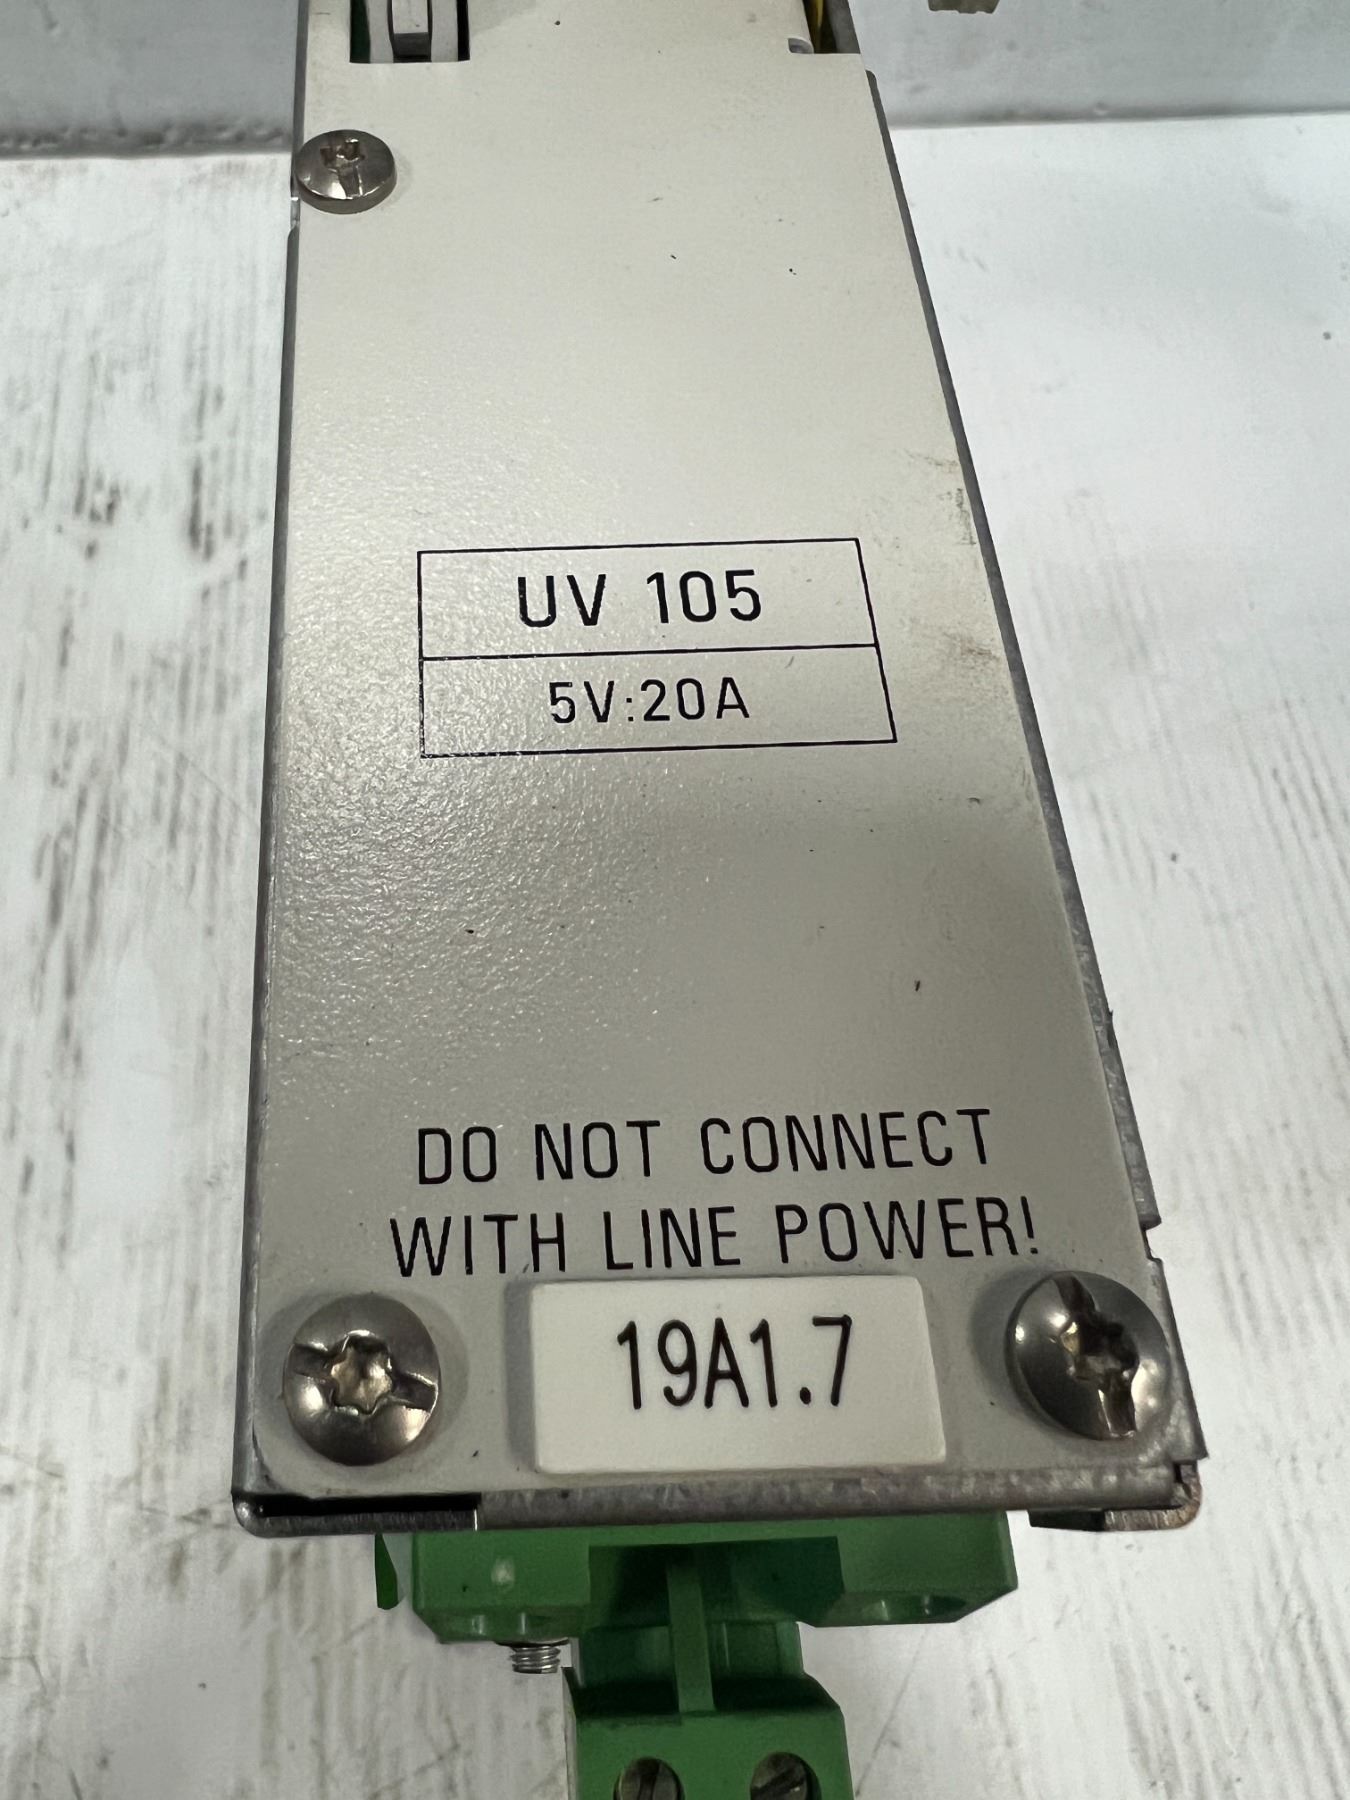 UV 105
5V:20A
DO NOT CONNECT
WITH LINE POWER!
19A1.7